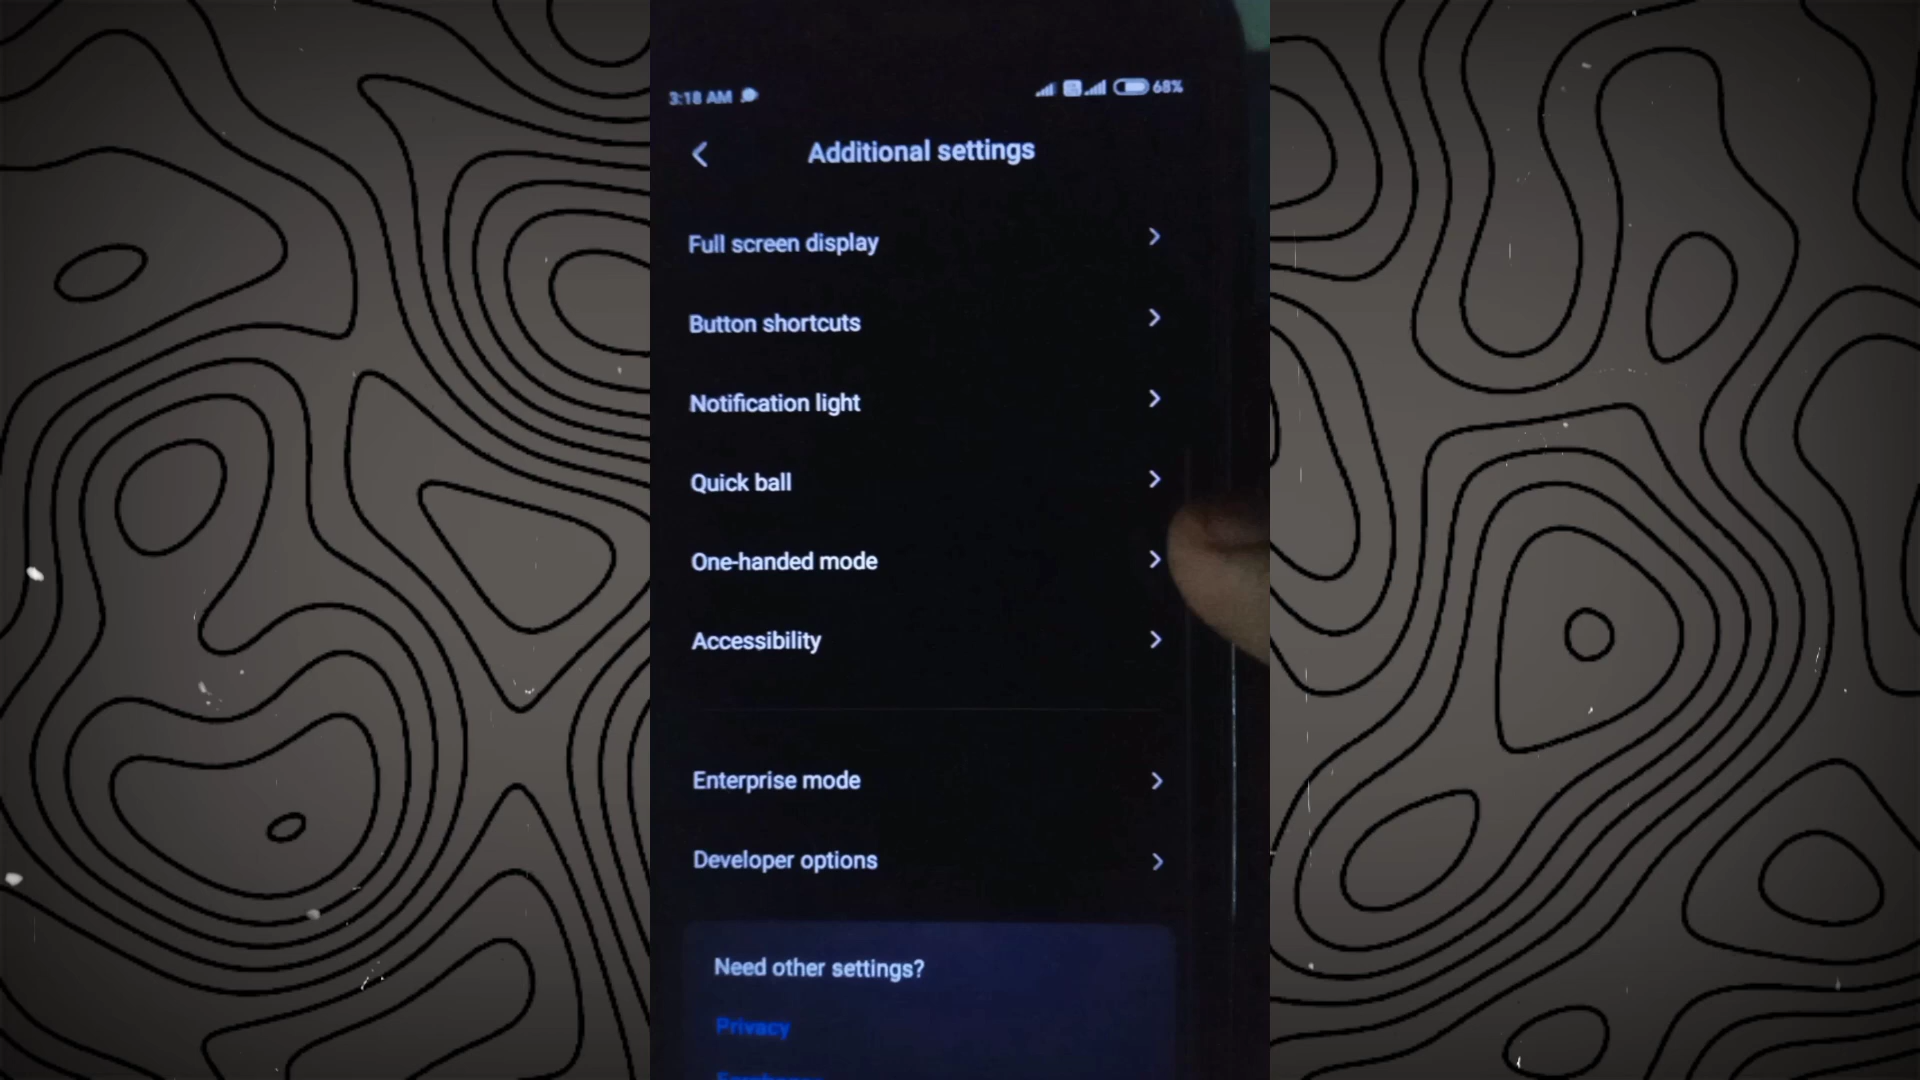 3:18 AM
68%
Additional settings
Full screen display
Button shortcuts
Notification light
Quick ball
One-handed mode
Accessibility
Enterprise mode
Developer options
Need other settings?
Privacy